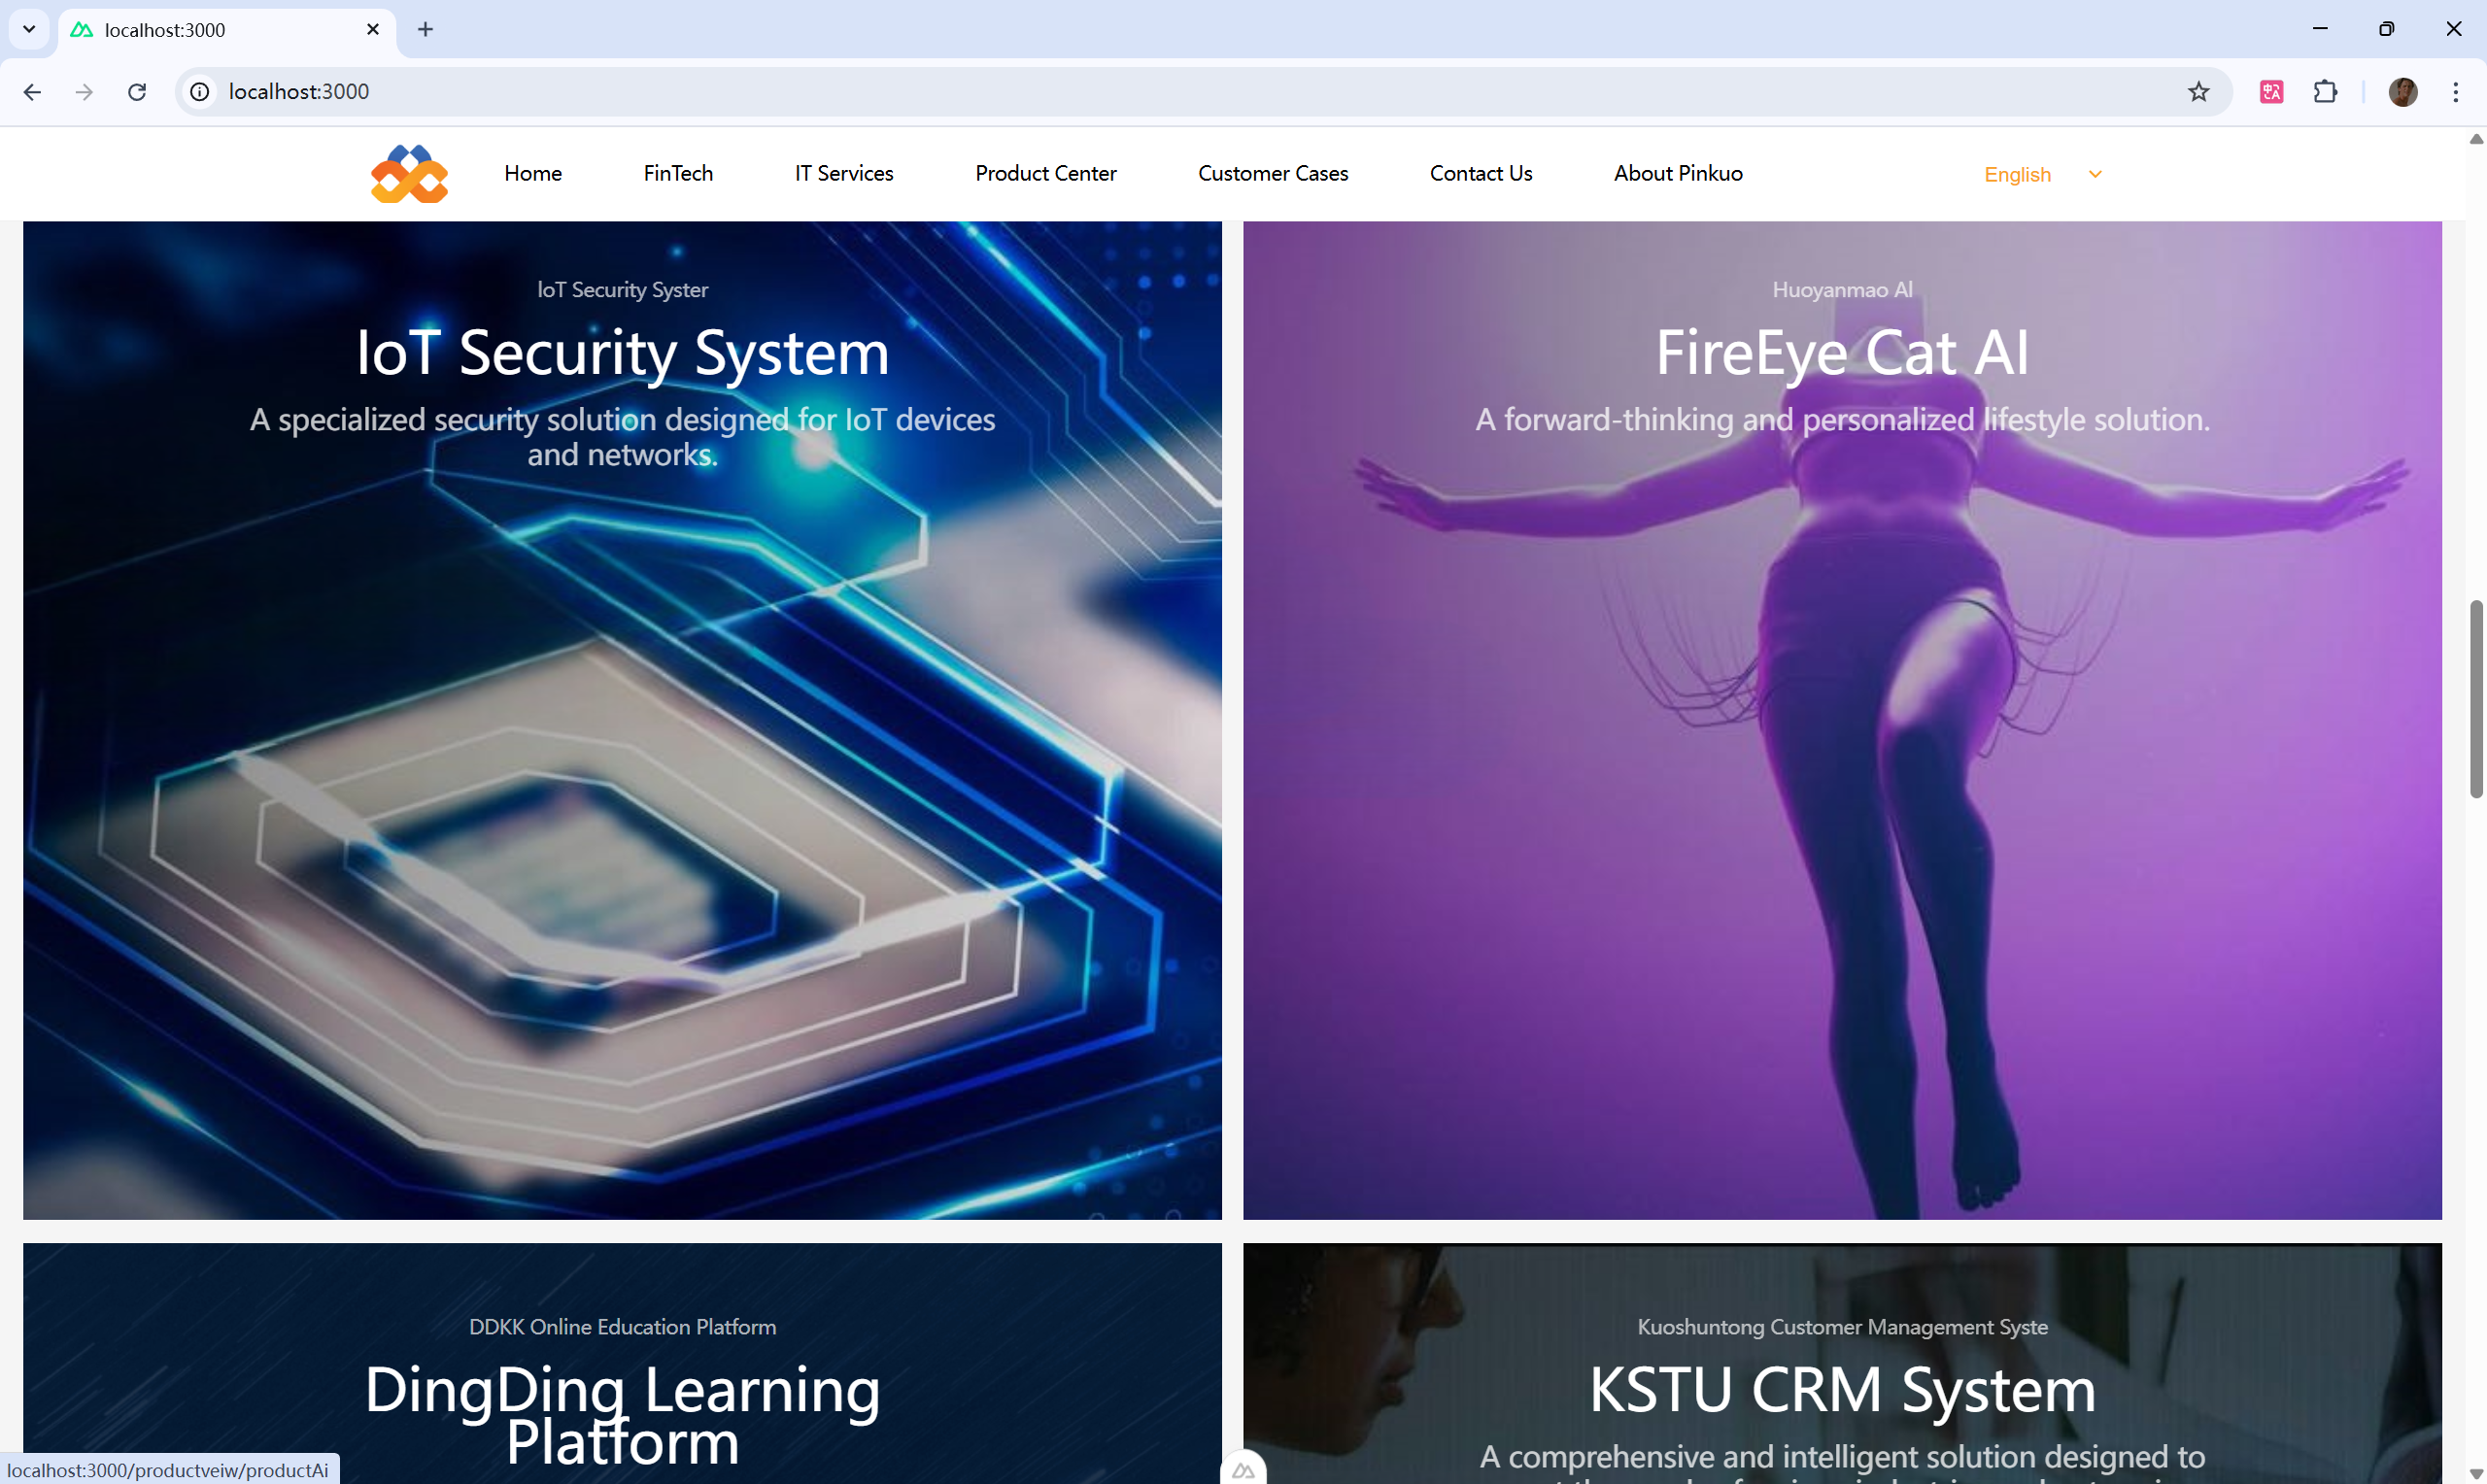 localhost:3000
localhost:3000
Home FinTech IT Services Product Center Customer Cases Contact Us About Pinkuo English
IoT Security Syster
IoT Security System
A specialized security solution designed for IoT devices
and networks.
Huoyanmao AI
FireEye Cat AI
A forward-thinking and personalized lifestyle solution.
DDKK Online Education Platform
DingDing Learning
Platform
Kuoshuntong Customer Management Syste
KSTU CRM System
A comprehensive and intelligent solution designed to
localhost:3000/productveiw/productAi